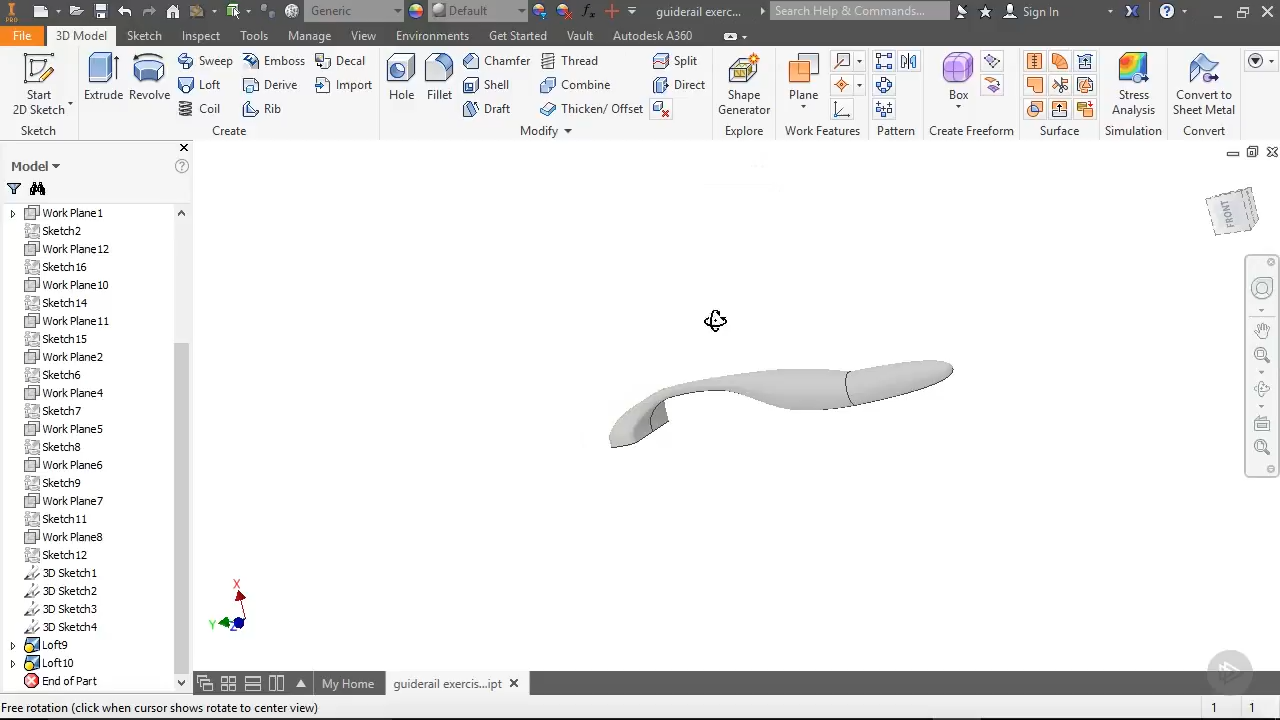 PRO
Generic
Default
fx
guiderail exerc...
Search Help & Commands...
Sign In
File
3D Model
Sketch
Inspect
Tools
Manage
View
Environments
Get Started
Vault
Autodesk A360
Start
2D Sketch
Extrude
Revolve
Sweep
Loft
Coil
Emboss
Derive
Rib
Decal
Import
Hole
Fillet
Chamfer
Shell
Draft
Thread
Combine
Thicken/ Offset
Split
Direct
Shape
Generator
Plane
Box
Stress
Analysis
Convert to
Sheet Metal
Sketch
Create
Modify
Explore
Work Features
Pattern
Create Freeform
Surface
Simulation
Convert
Model
Work Plane1
Sketch2
Work Plane12
Sketch16
Work Plane10
Sketch14
Work Plane11
Sketch15
Work Plane2
Sketch6
Work Plane4
Sketch7
Work Plane5
Sketch8
Work Plane6
Sketch9
Work Plane7
Sketch11
Work Plane8
Sketch12
3D Sketch1
3D Sketch2
3D Sketch3
3D Sketch4
Loft9
Loft10
End of Part
FRONT
X
Y
Z
My Home
guiderail exercis...ipt
Free rotation (click when cursor shows rotate to center view)
1
1